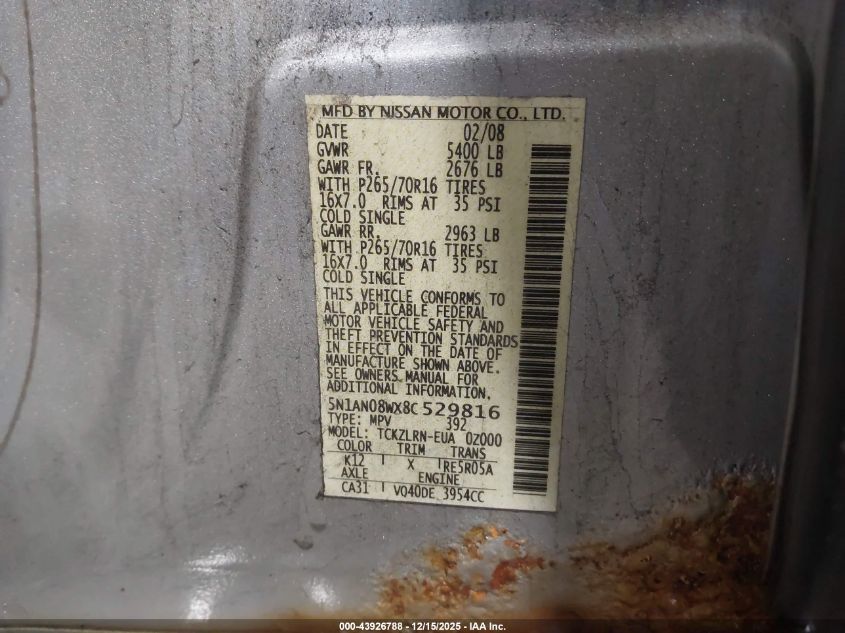 MFD BY NISSAN MOTOR CO., LTD.
DATE 02/08
GVWR 5400 LB
GAWR FR. 2676 LB
WITH P265/70R16 TIRES
16X7.0 RIMS AT 35 PSI
COLD SINGLE
GAWR RR. 2963 LB
WITH P265/70R16 TIRES
16X7.0 RIMS AT 35 PSI
COLD SINGLE
THIS VEHICLE CONFORMS TO
ALL APPLICABLE FEDERAL
MOTOR VEHICLE SAFETY AND
THEFT PREVENTION STANDARDS
IN EFFECT ON THE DATE OF
MANUFACTURE SHOWN ABOVE.
SEE OWNERS MANUAL FOR
ADDITIONAL INFORMATION.
5N1AN08WX8C529816
TYPE: MPV 392
MODEL: TCKZLRN-EUA 0Z000
COLOR TRIM TRANS
K12 X RE5R05A
AXLE ENGINE
CA31 VQ40DE 3954CC
000-43926788 - 12/15/2025 - IAA Inc.